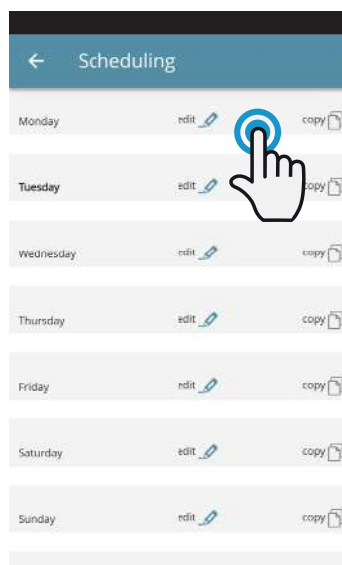 Scheduling
Monday edit copy
Tuesday edit copy
Wednesday edit copy
Thursday edit copy
Friday edit copy
Saturday edit copy
Sunday edit copy